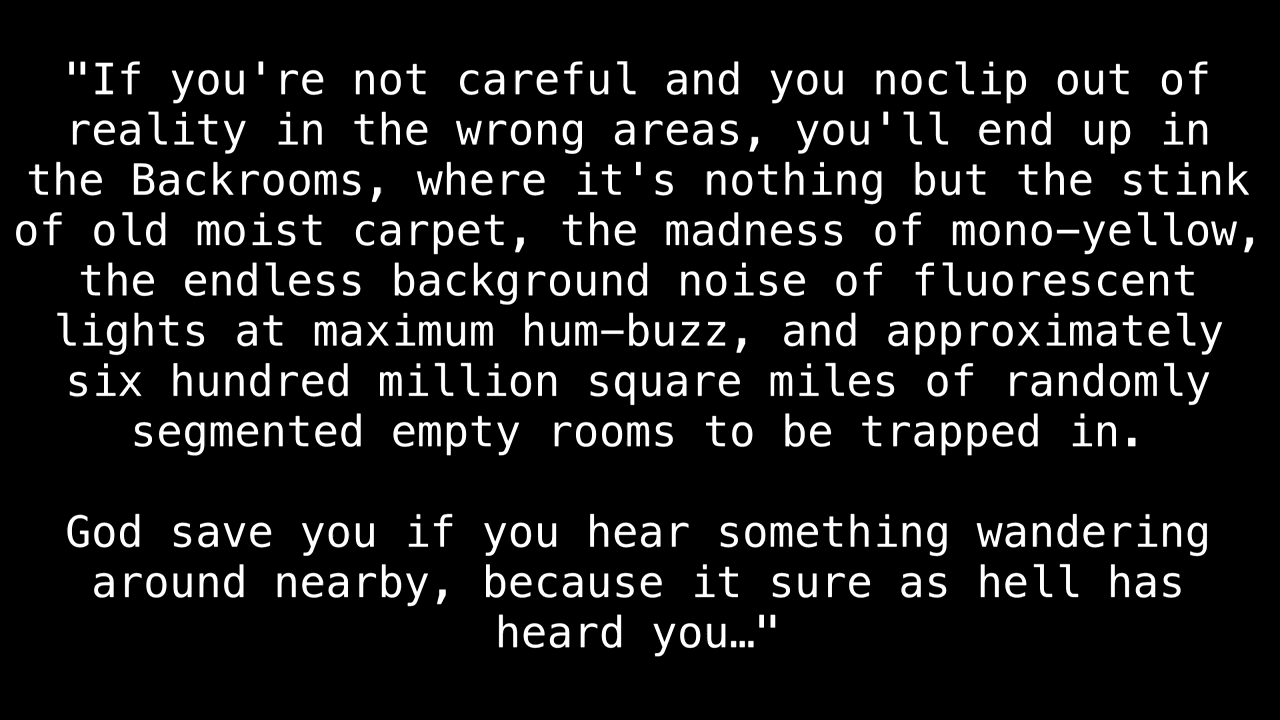 "If you're not careful and you noclip out of
reality in the wrong areas, you'll end up in
the Backrooms, where it's nothing but the stink
of old moist carpet, the madness of mono–yellow,
the endless background noise of fluorescent
lights at maximum hum–buzz, and approximately
six hundred million square miles of randomly
segmented empty rooms to be trapped in.
God save you if you hear something wandering
around nearby, because it sure as hell has
heard you…"